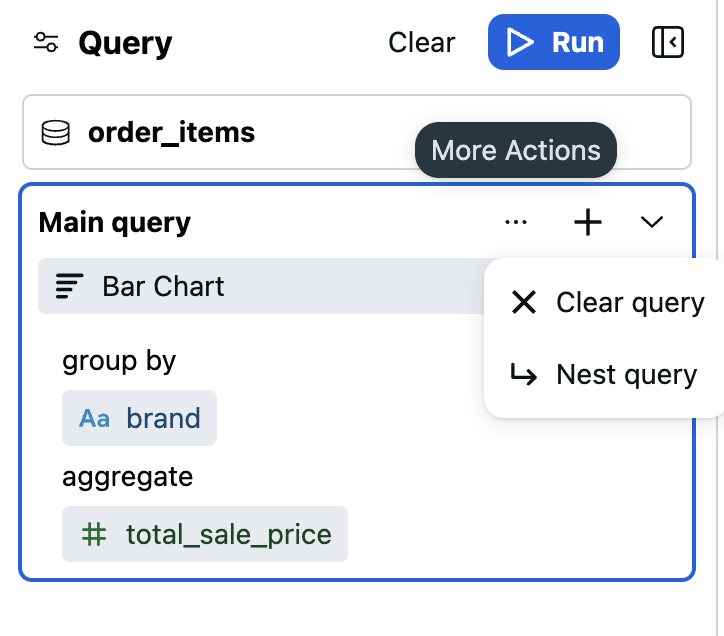 Query
Clear
Run
order_items
More Actions
Main query
Bar Chart
Clear query
Nest query
group by
Aa brand
aggregate
# total_sale_price